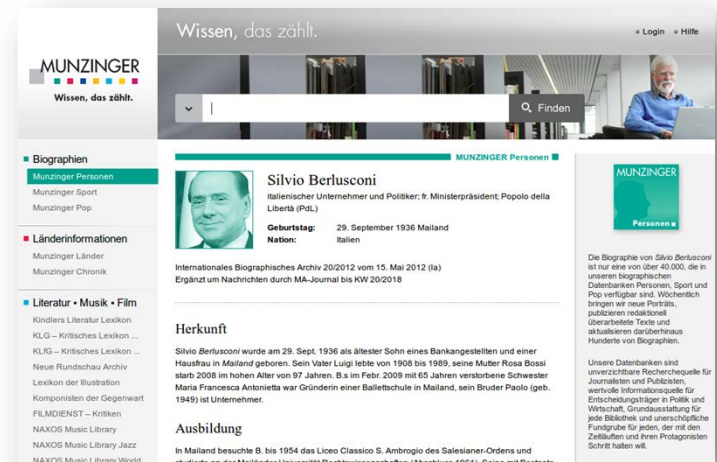 Wissen, das zählt.
Login
Hilfe
MUNZINGER
Wissen, das zählt.
Finden
Biographien
Munzinger Personen
Munzinger Sport
Munzinger Pop
Länderinformationen
Munzinger Länder
Munzinger Chronik
Literatur • Musik • Film
Kindlers Literatur Lexikon
KLG – Kritisches Lexikon ...
KLfG – Kritisches Lexikon ...
Neue Rundschau Archiv
Lexikon der Illustration
Komponisten der Gegenwart
FILMDIENST – Kritiken
NAXOS Music Library
NAXOS Music Library Jazz
NAXOS Music Library World
MUNZINGER Personen
Silvio Berlusconi
italienischer Unternehmer und Politiker; fr. Ministerpräsident; Popolo della
Libertà (PdL)
Geburtstag: 29. September 1936 Mailand
Nation: Italien
Internationales Biographisches Archiv 20/2012 vom 15. Mai 2012 (la)
Ergänzt um Nachrichten durch MA-Journal bis KW 20/2018
Herkunft
Silvio Berlusconi wurde am 29. Sept. 1936 als ältester Sohn eines Bankangestellten und einer
Hausfrau in Mailand geboren. Sein Vater Luigi lebte von 1908 bis 1989, seine Mutter Rosa Bossi
starb 2008 im hohen Alter von 97 Jahren. B.s im Febr. 2009 mit 65 Jahren verstorbene Schwester
Maria Francesca Antonietta war Gründerin einer Ballettschule in Mailand, sein Bruder Paolo (geb.
1949) ist Unternehmer.
Ausbildung
In Mailand besuchte B. bis 1954 das Liceo Classico S. Ambrogio des Salesianer-Ordens und
MUNZINGER
Personen
Die Biographie von Silvio Berlusconi
ist nur eine von über 40.000, die in
unseren biographischen
Datenbanken Personen, Sport und
Pop verfügbar sind. Wöchentlich
bringen wir neue Porträts,
publizieren redaktionell
überarbeitete Texte und
aktualisieren darüberhinaus
Hunderte von Biographien.
Unsere Datenbanken sind
unverzichtbare Recherchequelle für
Journalisten und Publizisten,
wertvolle Informationsquelle für
Entscheidungsträger in Politik und
Wirtschaft, Grundausstattung für
jede Bibliothek und unerschöpfliche
Fundgrube für jeden, der mit den
Zeitläuften und ihren Protagonisten
Schritt halten will.